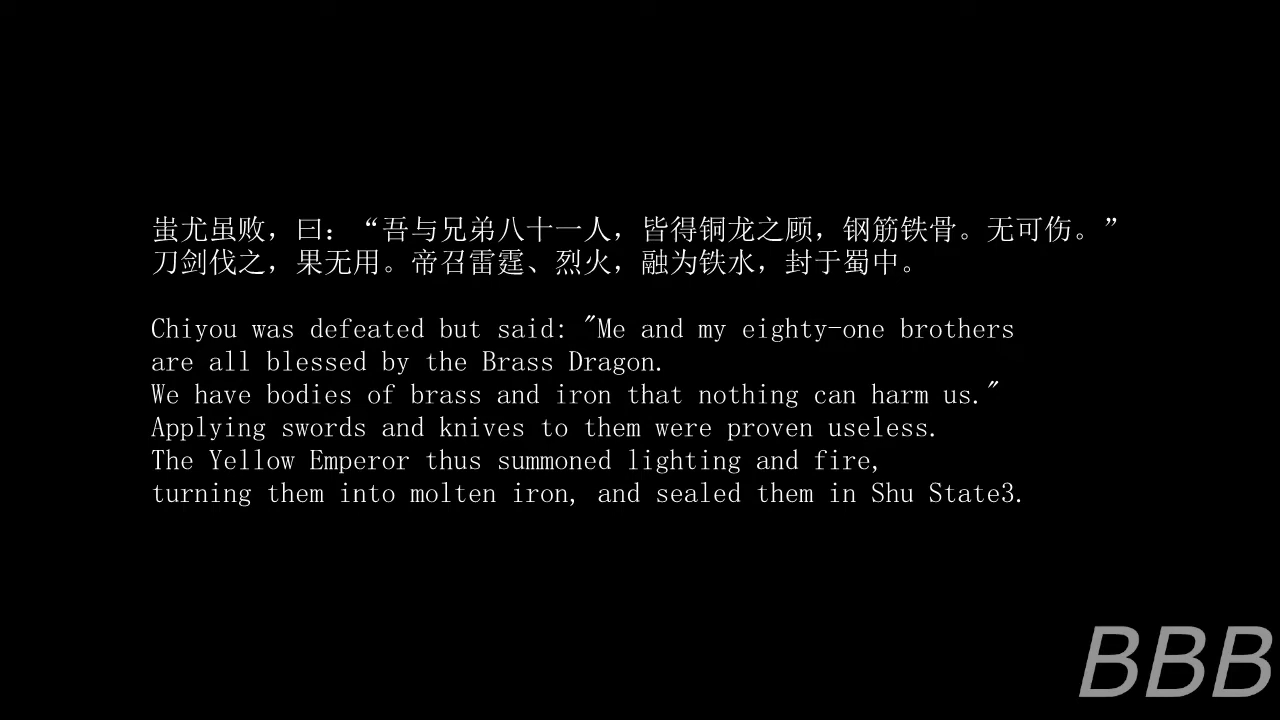 蚩尤虽败，曰：“吾与兄弟八十一人，皆得铜龙之顾，钢筋铁骨。无可伤。”
刀剑伐之，果无用。帝召雷霆、烈火，融为铁水，封于蜀中。
Chiyou was defeated but said: "Me and my eighty-one brothers
are all blessed by the Brass Dragon.
We have bodies of brass and iron that nothing can harm us."
Applying swords and knives to them were proven useless.
The Yellow Emperor thus summoned lighting and fire,
turning them into molten iron, and sealed them in Shu State3.
BBB